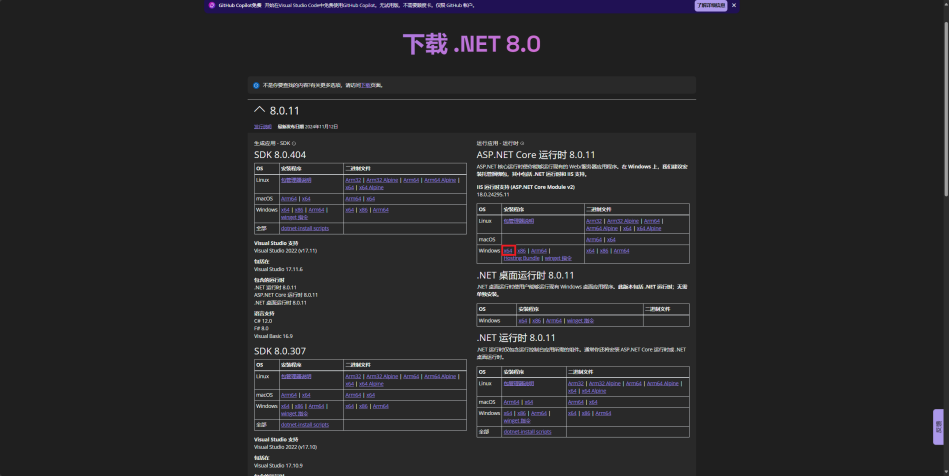 GitHub Copilot免费 开始在Visual Studio Code中免费使用GitHub Copilot。无试用版。不需要信用卡。仅需 GitHub 帐户。
了解详细信息
下载 .NET 8.0
不是你要查找的内容?有关更多选项，请访问主载页面。
8.0.11
发行说明 最新发布日期 2024年11月12日
生成应用 - SDK
SDK 8.0.404
OS 安装程序 二进制文件
Linux 包管理器说明 Arm32 | Arm32 Alpine | Arm64 | Arm64 Alpine |
x64 | x64 Alpine
macOS Arm64 | x64 Arm64 | x64
Windows x64 | x86 | Arm64 | x64 | x86 | Arm64
winget 指令
全部 dotnet-install scripts
Visual Studio 支持
Visual Studio 2022 (v17.11)
包括在
Visual Studio 17.11.6
包含的运行时
.NET 运行时 8.0.11
ASP.NET Core 运行时 8.0.11
.NET 桌面运行时 8.0.11
语言支持
C# 12.0
F# 8.0
Visual Basic 16.9
SDK 8.0.307
OS 安装程序 二进制文件
Linux 包管理器说明 Arm32 | Arm32 Alpine | Arm64 | Arm64 Alpine |
x64 | x64 Alpine
macOS Arm64 | x64 Arm64 | x64
Windows x64 | x86 | Arm64 | x64 | x86 | Arm64
winget 指令
全部 dotnet-install scripts
Visual Studio 支持
Visual Studio 2022 (v17.10)
包括在
Visual Studio 17.10.9
运行应用 - 运行时
ASP.NET Core 运行时 8.0.11
ASP.NET 核心运行时使你能够运行现有的 Web/服务器应用程序。在 Windows 上，我们建议安
装托管捆绑包，其中包括 .NET 运行时和 IIS 支持。
IIS 运行时支持 (ASP.NET Core Module v2)
18.0.24295.11
OS 安装程序 二进制文件
Linux 包管理器说明 Arm32 | Arm32 Alpine | Arm64 |
Arm64 Alpine | x64 | x64 Alpine
macOS Arm64 | x64
Windows x64 | x86 | Arm64 | x64 | x86 | Arm64
Hosting Bundle | winget 指令
.NET 桌面运行时 8.0.11
.NET 桌面运行时使用户能够运行现有 Windows 桌面应用程序。此版本包括 .NET 运行时；无需
单独安装。
OS 安装程序 二进制文件
Windows x64 | x86 | Arm64 | winget 指令
.NET 运行时 8.0.11
.NET 运行时仅包含运行控制台应用所需的组件。通常你还将安装 ASP.NET Core 运行时或 .NET
桌面运行时。
OS 安装程序 二进制文件
Linux 包管理器说明 Arm32 | Arm32 Alpine | Arm64 | Arm64 Alpine |
x64 | x64 Alpine
macOS Arm64 | x64 Arm64 | x64
Windows x64 | x86 | Arm64 | x64 | x86 | Arm64
winget 指令
全部 dotnet-install scripts